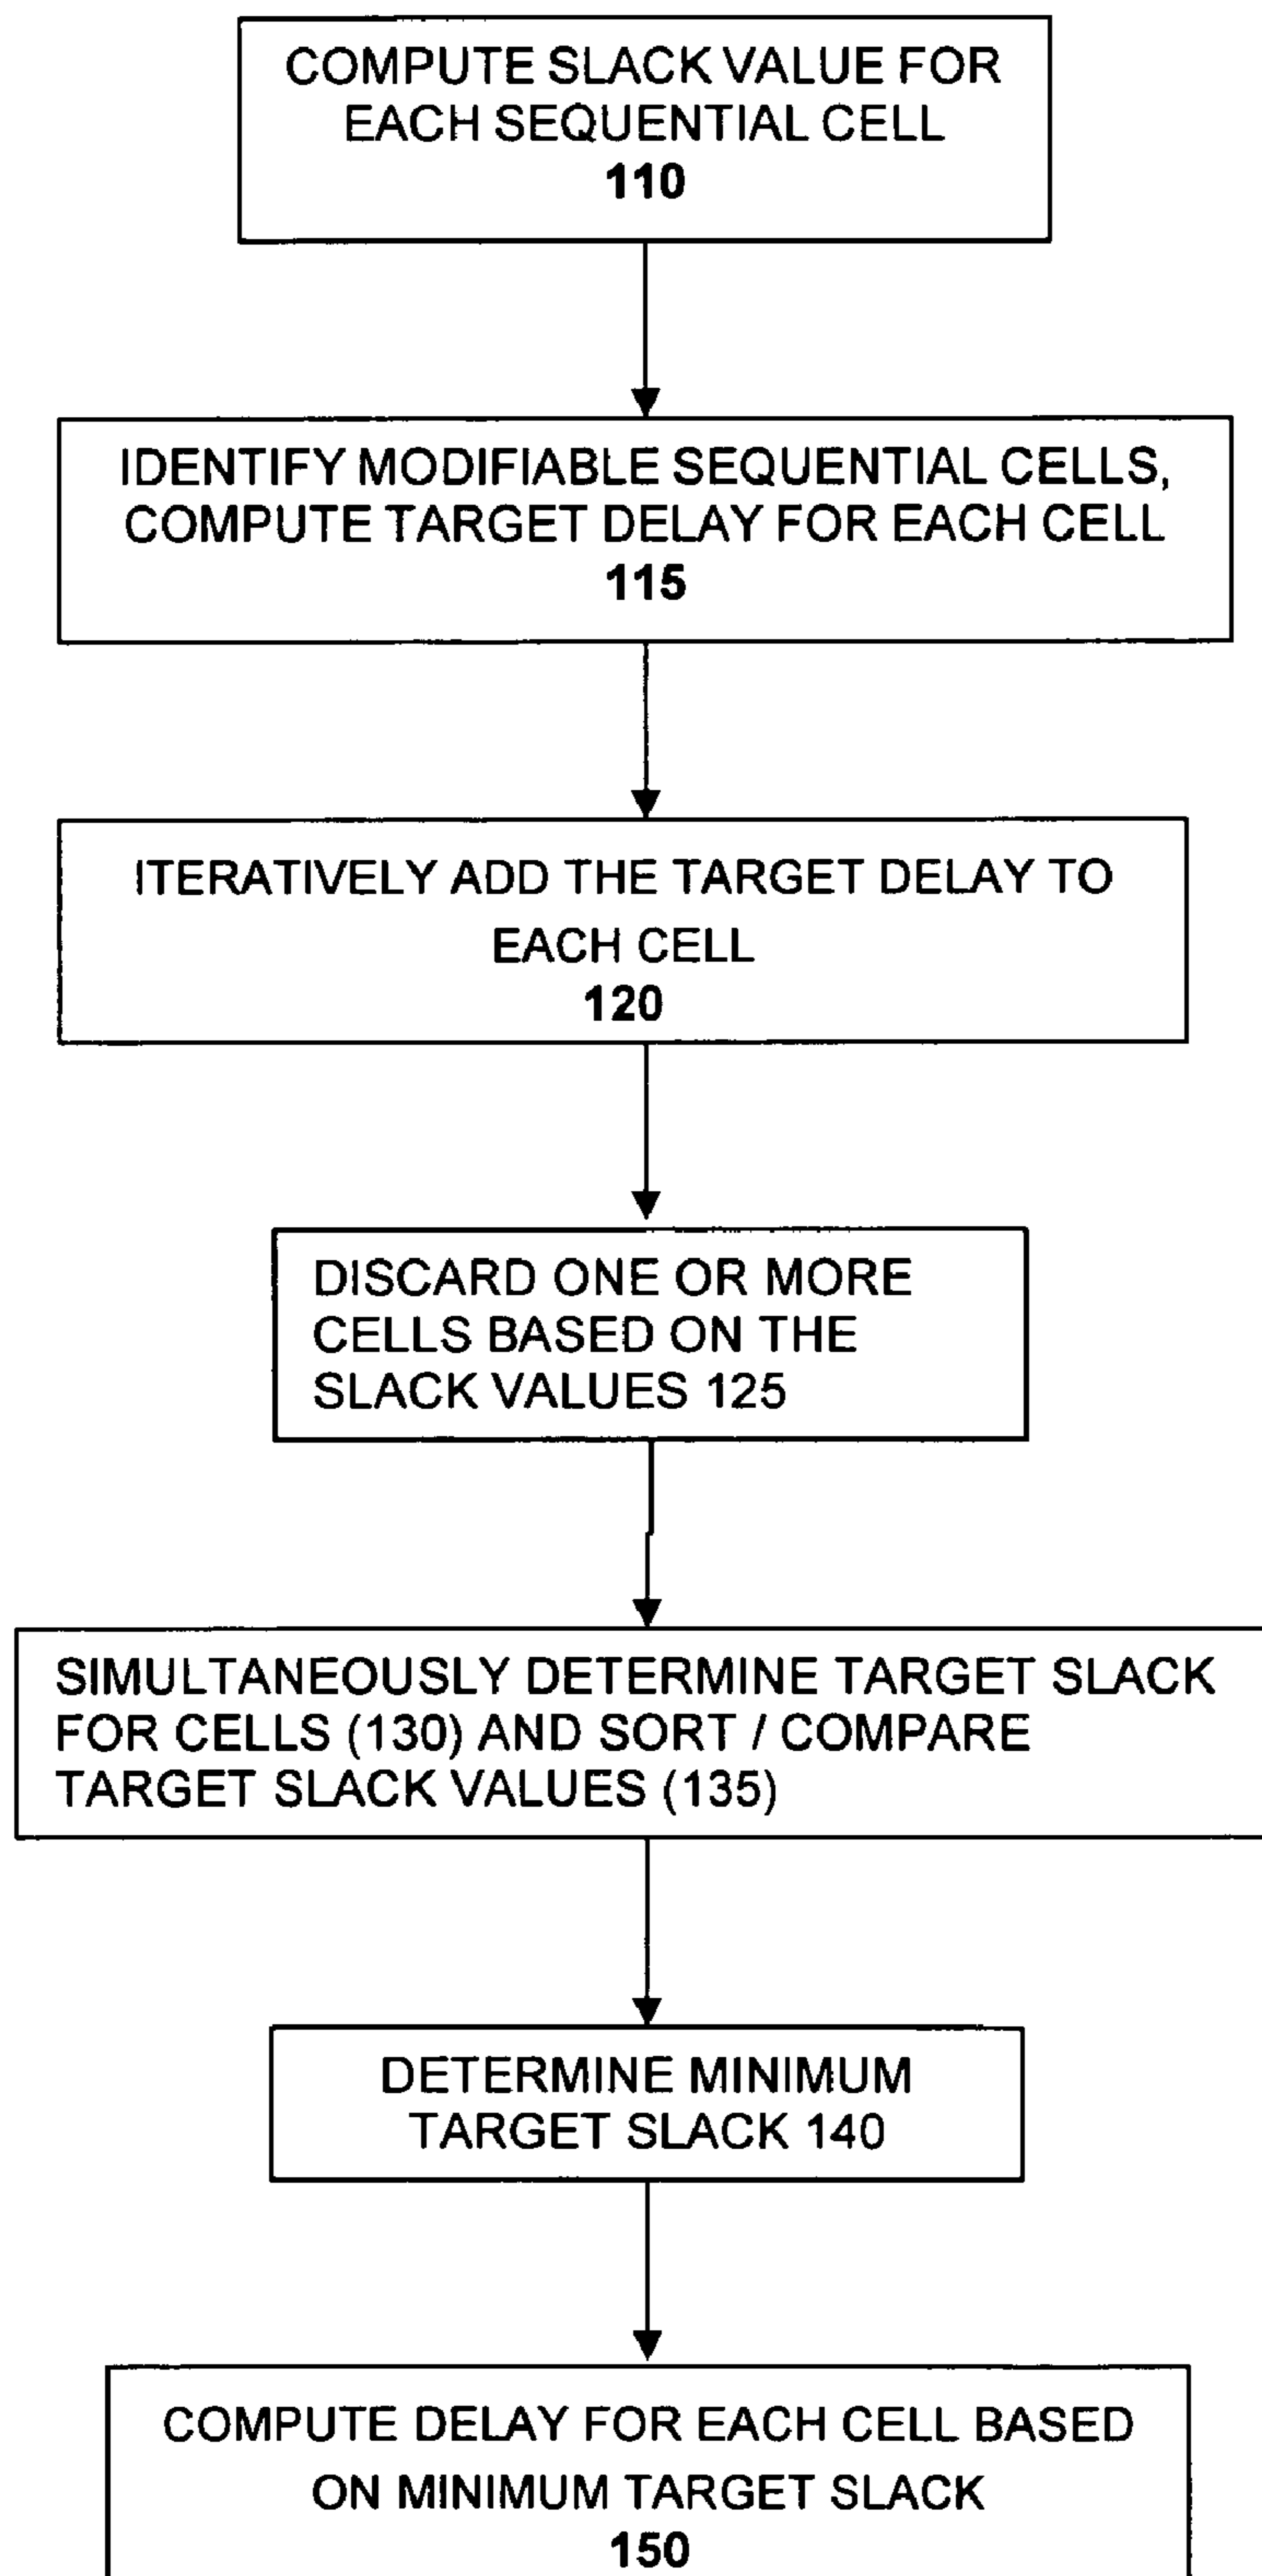 COMPUTE SLACK VALUE FOR
EACH SEQUENTIAL CELL
110
IDENTIFY MODIFIABLE SEQUENTIAL CELLS,
COMPUTE TARGET DELAY FOR EACH CELL
115
ITERATIVELY ADD THE TARGET DELAY TO
EACH CELL
120
DISCARD ONE OR MORE
CELLS BASED ON THE
SLACK VALUES 125
SIMULTANEOUSLY DETERMINE TARGET SLACK
FOR CELLS (130) AND SORT / COMPARE
TARGET SLACK VALUES (135)
DETERMINE MINIMUM
TARGET SLACK 140
COMPUTE DELAY FOR EACH CELL BASED
ON MINIMUM TARGET SLACK
150